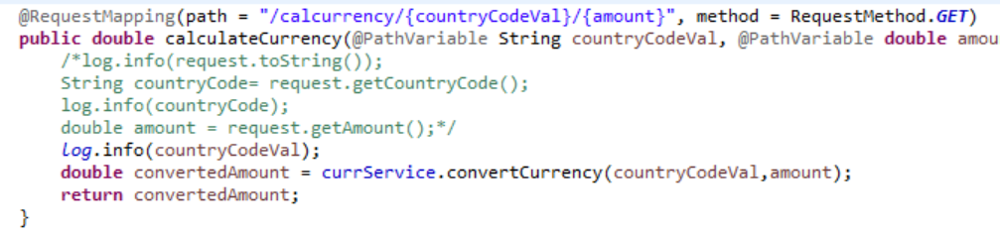 @RequestMapping(path = "/calcurrency/{countryCodeVal}/{amount}", method = RequestMethod.GET)
public double calculateCurrency(@PathVariable String countryCodeVal, @PathVariable double amou
/*log.info(request.toString());
String countryCode= request.getCountryCode();
log.info(countryCode);
double amount = request.getAmount();*/
log.info(countryCodeVal);
double convertedAmount = currService.convertCurrency(countryCodeVal,amount);
return convertedAmount;
}